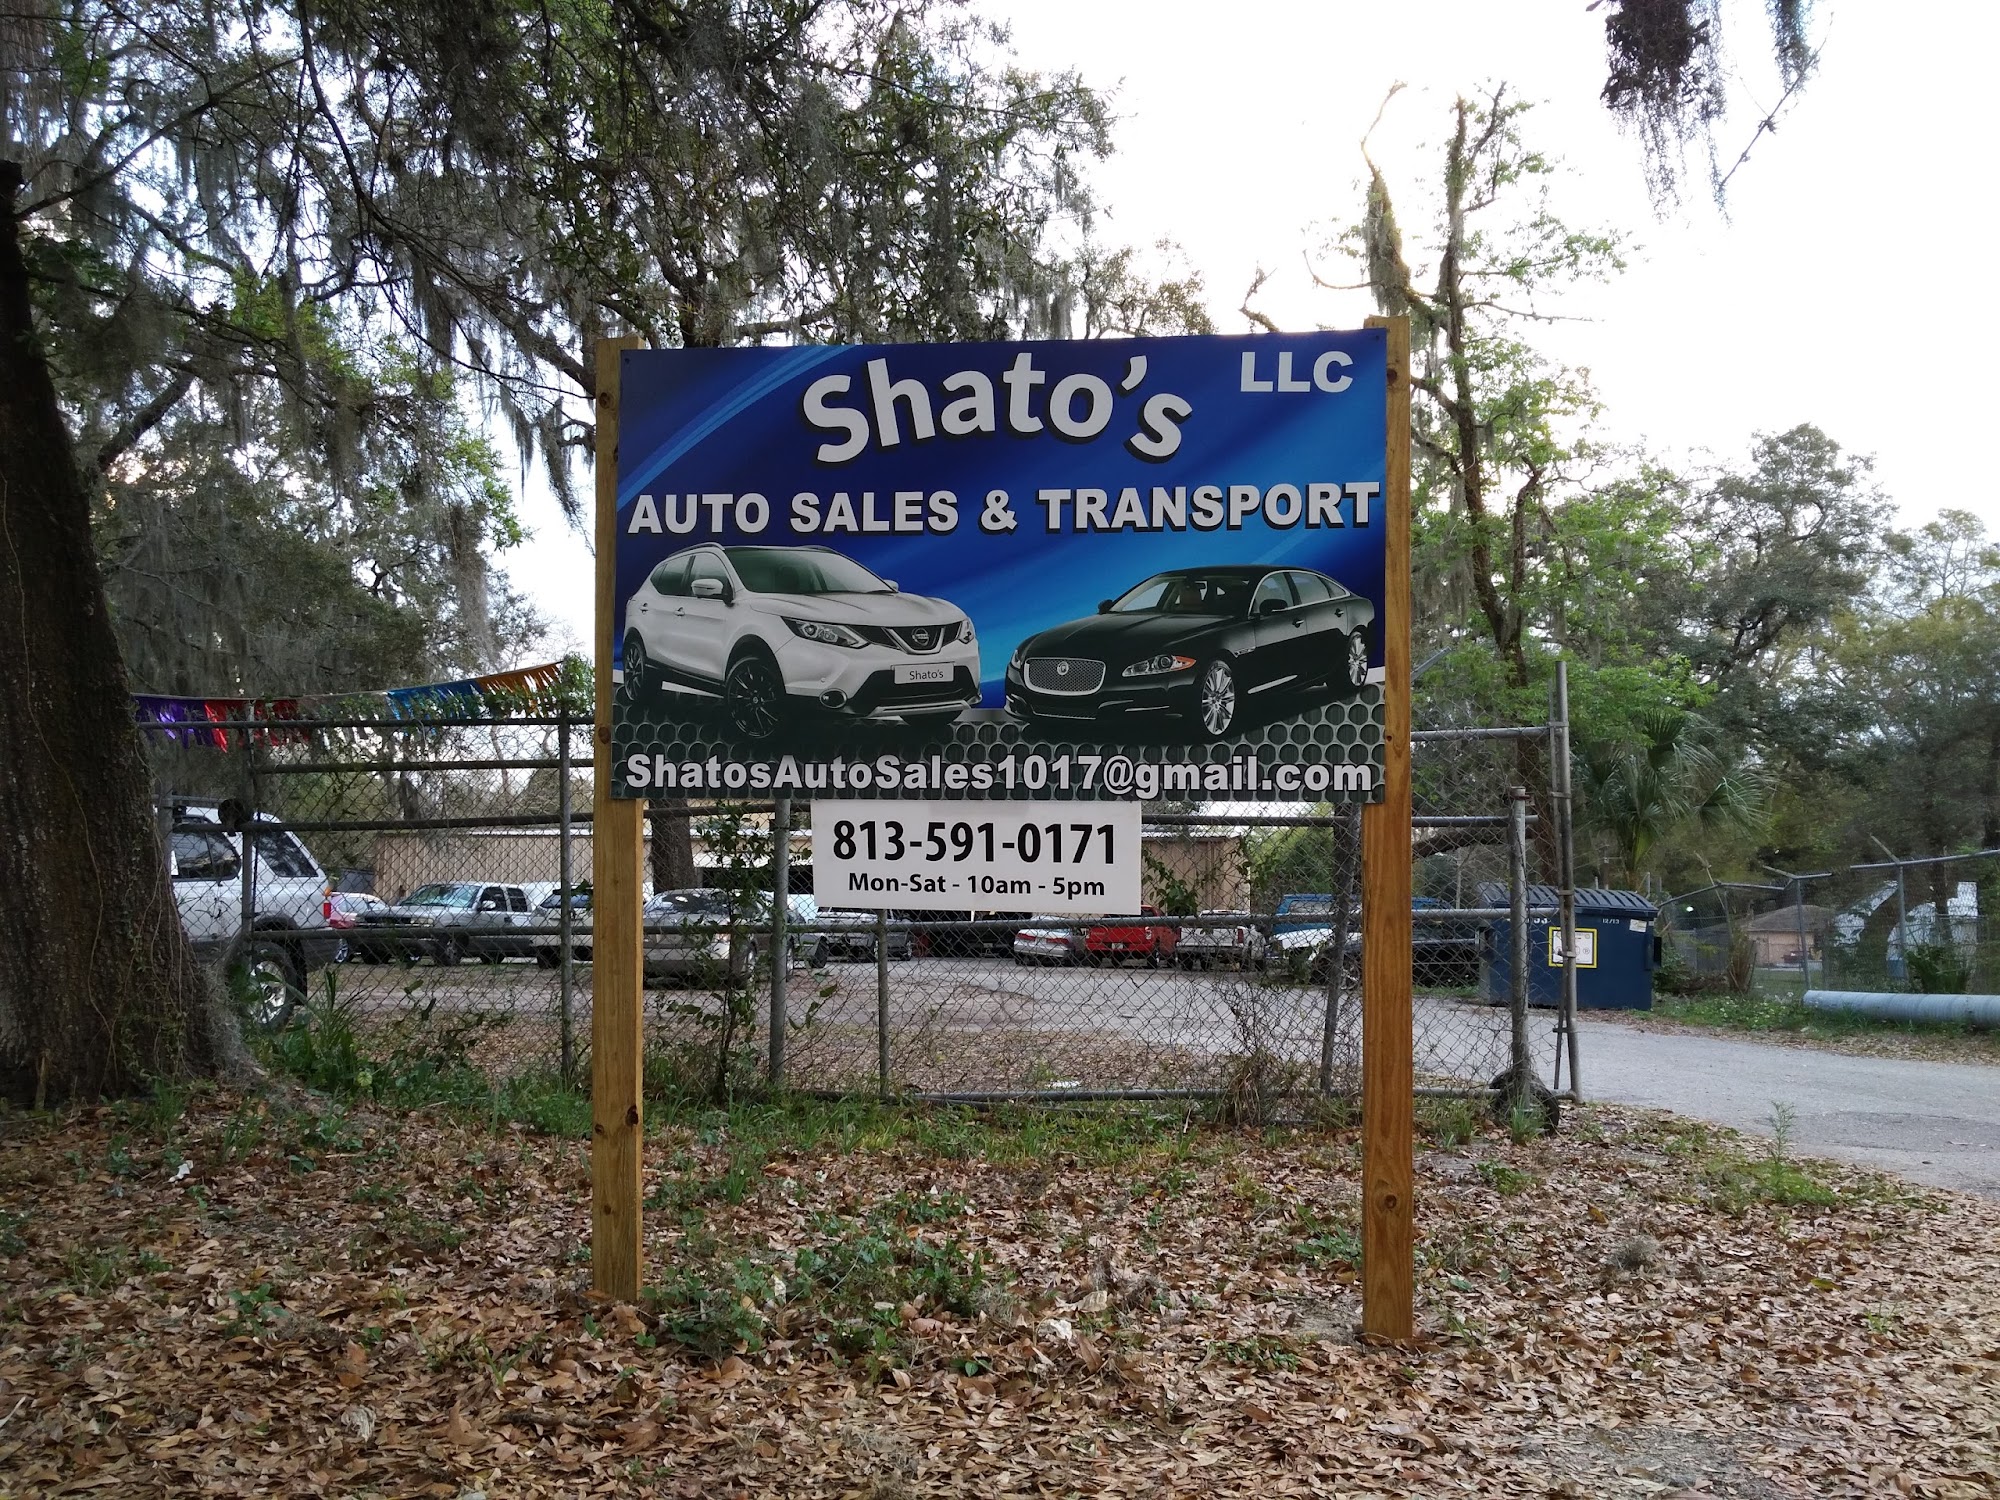 Shato's LLC
AUTO SALES & TRANSPORT
Shato's
ShatosAutoSales1017@gmail.com
813-591-0171
Mon-Sat - 10am - 5pm